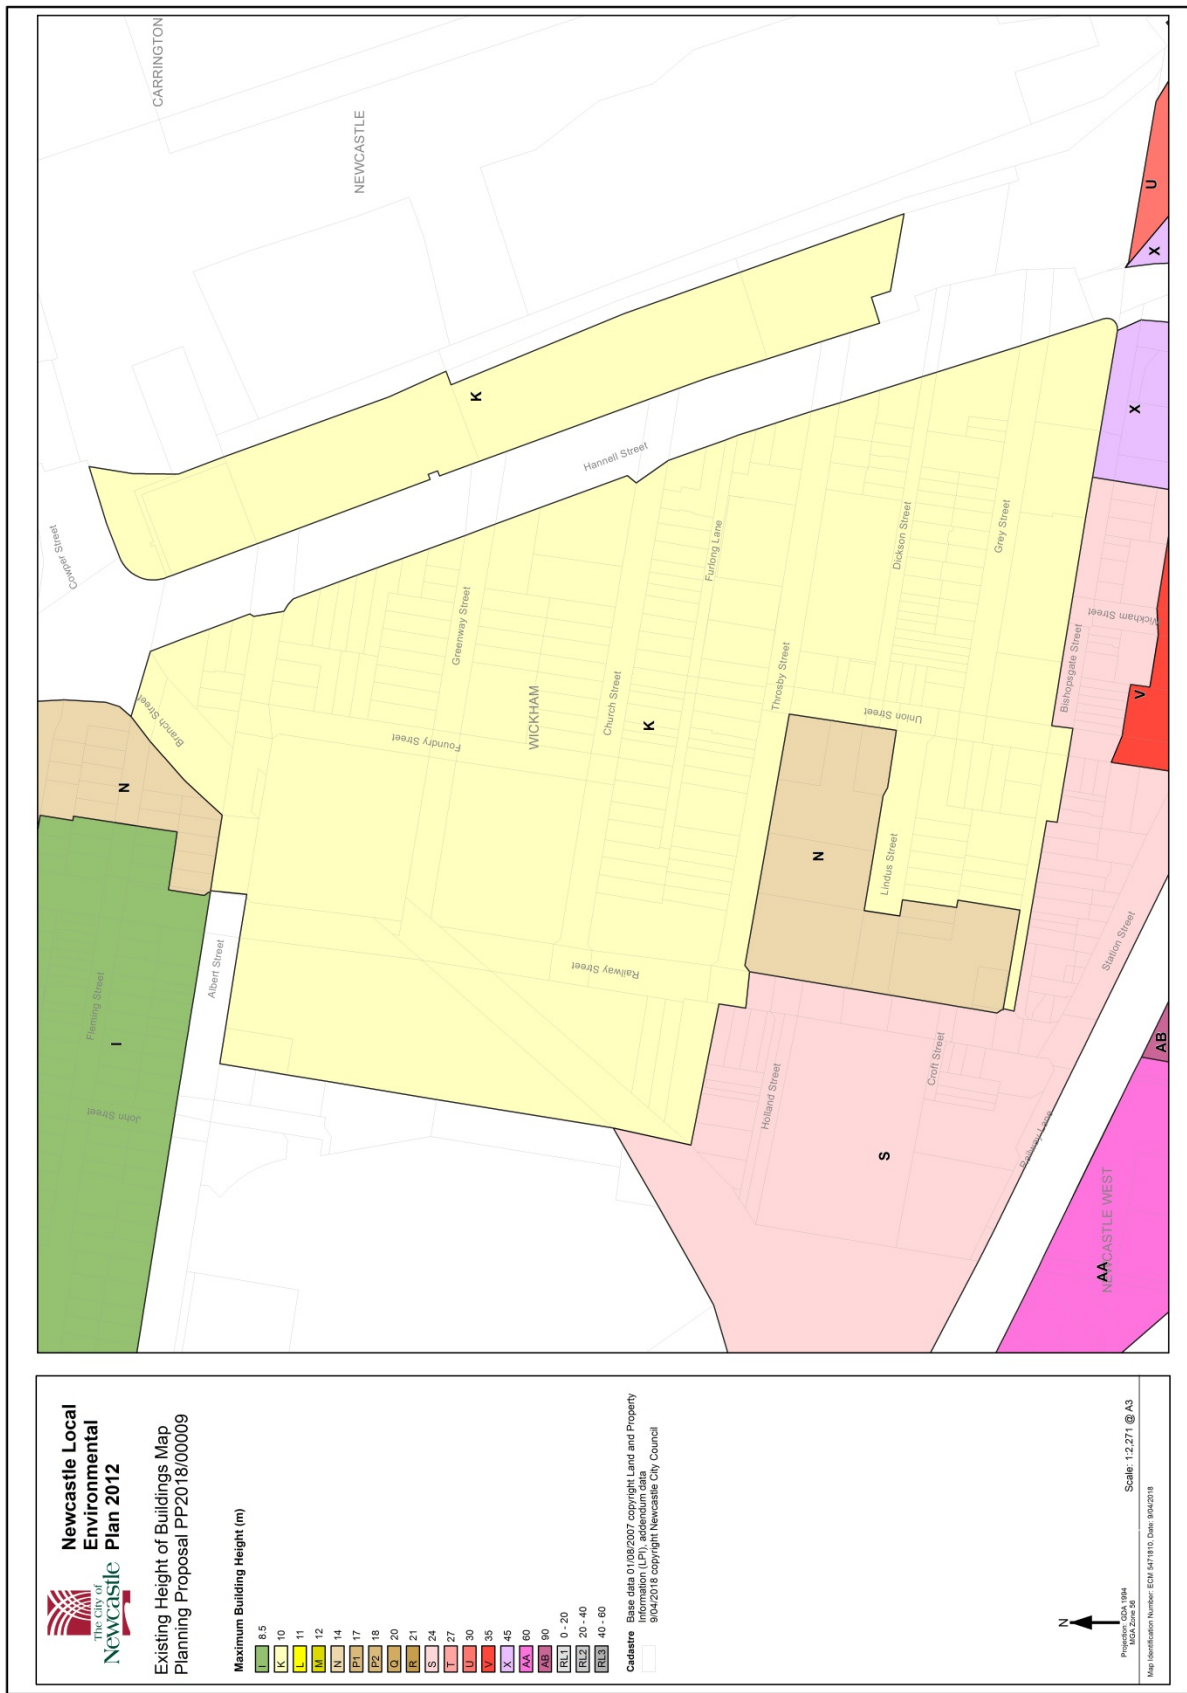 The City of
Newcastle
Newcastle Local
Environmental
Plan 2012
Existing Height of Buildings Map
Planning Proposal PP2018/00009
Maximum Building Height (m)
I 8.5
K 10
L 11
M 12
N 14
P1 17
P2 18
Q 20
R 21
S 24
T 27
U 30
V 35
X 45
AA 60
AB 90
RL1 0 - 20
RL2 20 - 40
RL3 40 - 60
Cadastre
Base data 01/08/2007 copyright Land and Property
Information (LPI), addendum data
9/04/2018 copyright Newcastle City Council
N
Projection: GDA 1994
MGA Zone 56
Scale: 1:2,271 @ A3
Map Identification Number: ECM 5471810, Date: 9/04/2018
CARRINGTON
NEWCASTLE
Cowper Street
K
Hannell Street
Branch Street
N
Fleming Street
I
John Street
Albert Street
Greenway Street
Foundry Street
WICKHAM
Church Street
K
Furlong Lane
Railway Street
Throsby Street
Dickson Street
Union Street
Grey Street
N
Lindus Street
Holland Street
Croft Street
S
Railway Lane
Station Street
Bishopsgate Street
Wickham Street
V
X
X
U
AB
AA
NEWCASTLE WEST